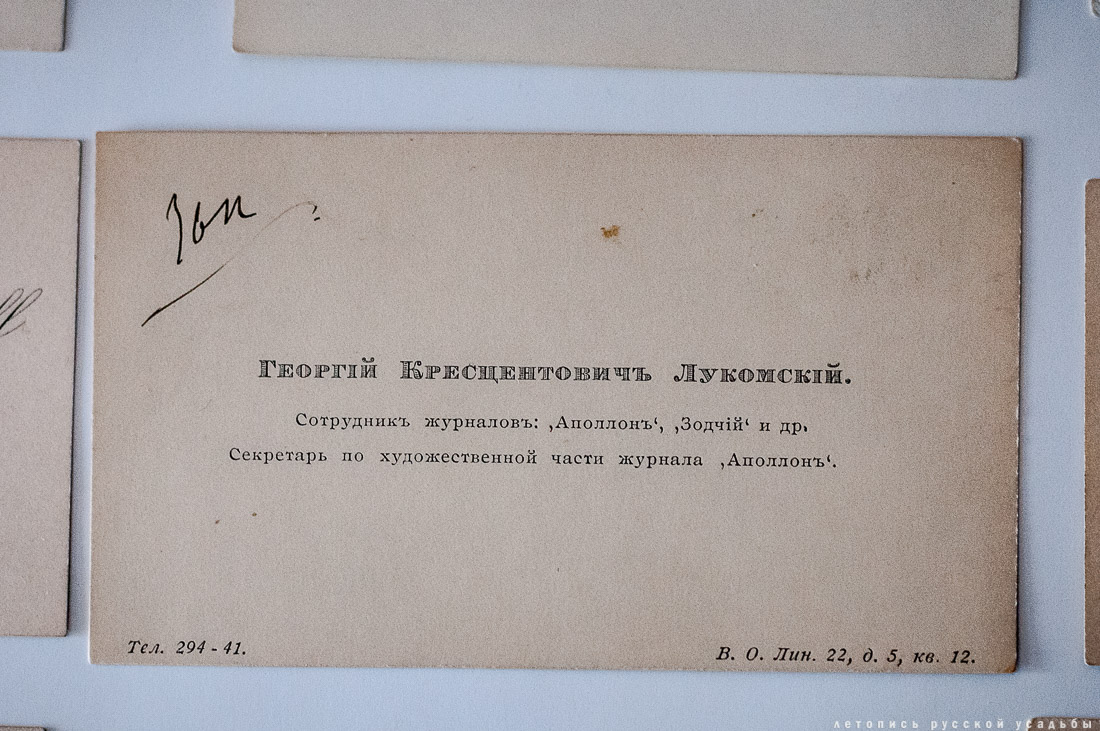 Георгій Кресцентовичъ Лукомскій.
Сотрудникъ журналовъ: ‚Аполлонъ‘, ‚Зодчій‘ и др.
Секретарь по художественной части журнала ‚Аполлонъ‘.
Тел. 294-41.
В. О. Лин. 22, д. 5, кв. 12.
летопись русской усадьбы